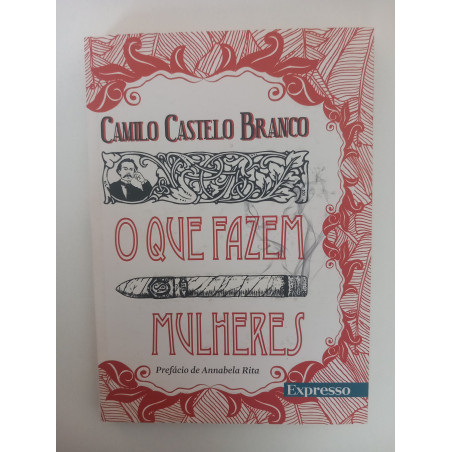 CAMILO CASTELO BRANCO
O QUE FAZEM
MULHERES
Prefácio de Annabela Rita
Expresso